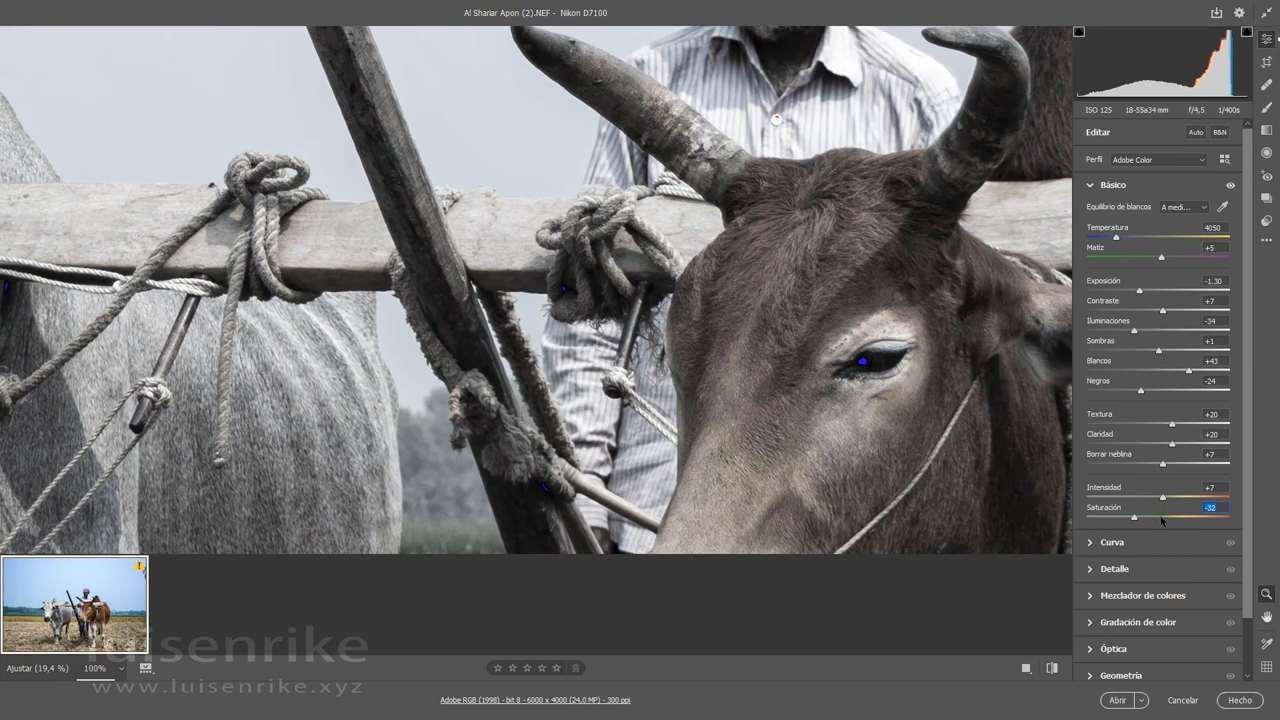 Al Shariar Apon (2).NEF - Nikon D7100
ISO 125 18-55a34 mm f/4,5 1/400s
Editar Auto B&N
Perfil Adobe Color
Básico
Equilibrio de blancos A medi...
Temperatura 4050
Matiz +5
Exposición -1.30
Contraste +7
Iluminaciones -34
Sombras +1
Blancos +43
Negros -24
Textura +20
Claridad +20
Borrar neblina +7
Intensidad +7
Saturación -32
Curva
Detalle
Mezclador de colores
Gradación de color
Óptica
Geometría
luisenrike
Ajustar (19,4 %) 100%
www.luisenrike.xyz
Adobe RGB (1998) - bit 8 - 6000 x 4000 (24,0 MP) - 300 ppi
Abrir Cancelar Hecho